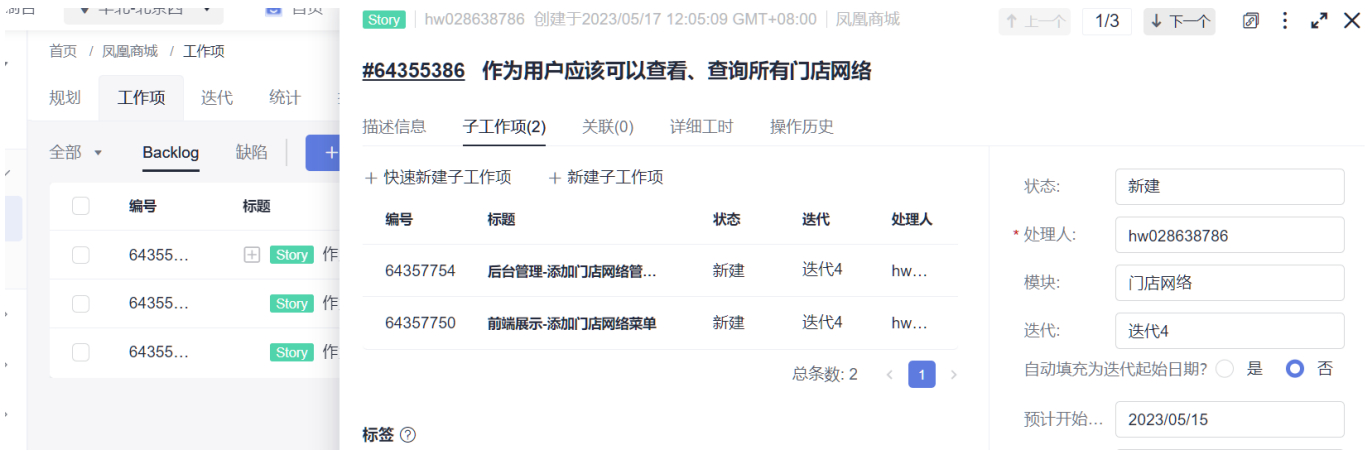 华北-北京四
首页
首页 / 凤凰商城 / 工作项
规划 工作项 迭代 统计
全部 Backlog 缺陷
编号 标题
64355... Story 作
64355... Story 作
64355... Story 作
Story hw028638786 创建于2023/05/17 12:05:09 GMT+08:00 凤凰商城
上一个 1/3 下一个
#64355386 作为用户应该可以查看、查询所有门店网络
描述信息 子工作项(2) 关联(0) 详细工时 操作历史
+ 快速新建子工作项 + 新建子工作项
编号 标题 状态 迭代 处理人
64357754 后台管理-添加门店网络管... 新建 迭代4 hw...
64357750 前端展示-添加门店网络菜单 新建 迭代4 hw...
总条数: 2 < 1 >
标签
状态: 新建
* 处理人: hw028638786
模块: 门店网络
迭代: 迭代4
自动填充为迭代起始日期? 是 否
预计开始... 2023/05/15